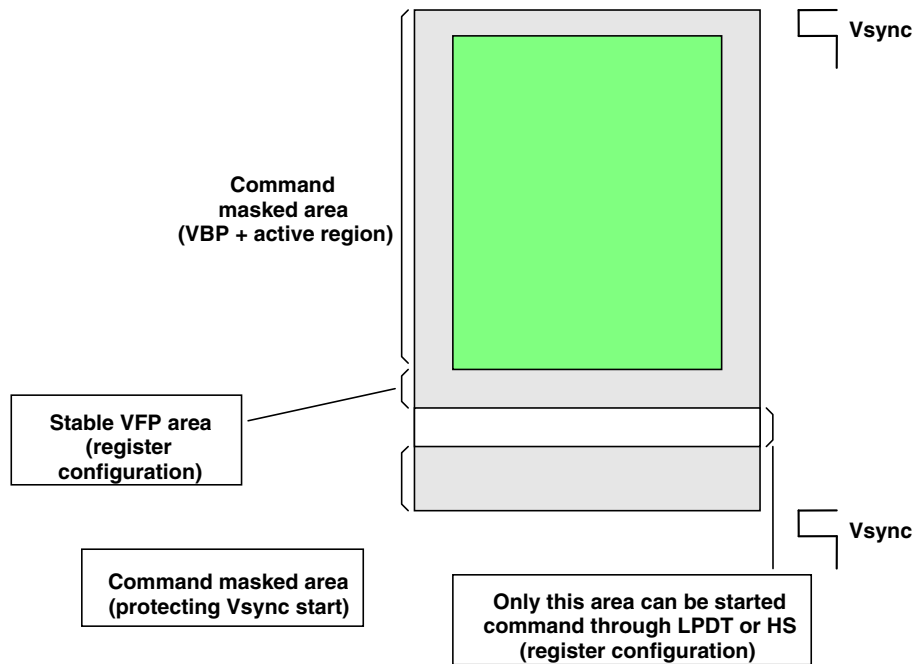 Vsync
Command
masked area
(VBP + active region)
Stable VFP area
(register
configuration)
Vsync
Command masked area
(protecting Vsync start)
Only this area can be started
command through LPDT or HS
(register configuration)